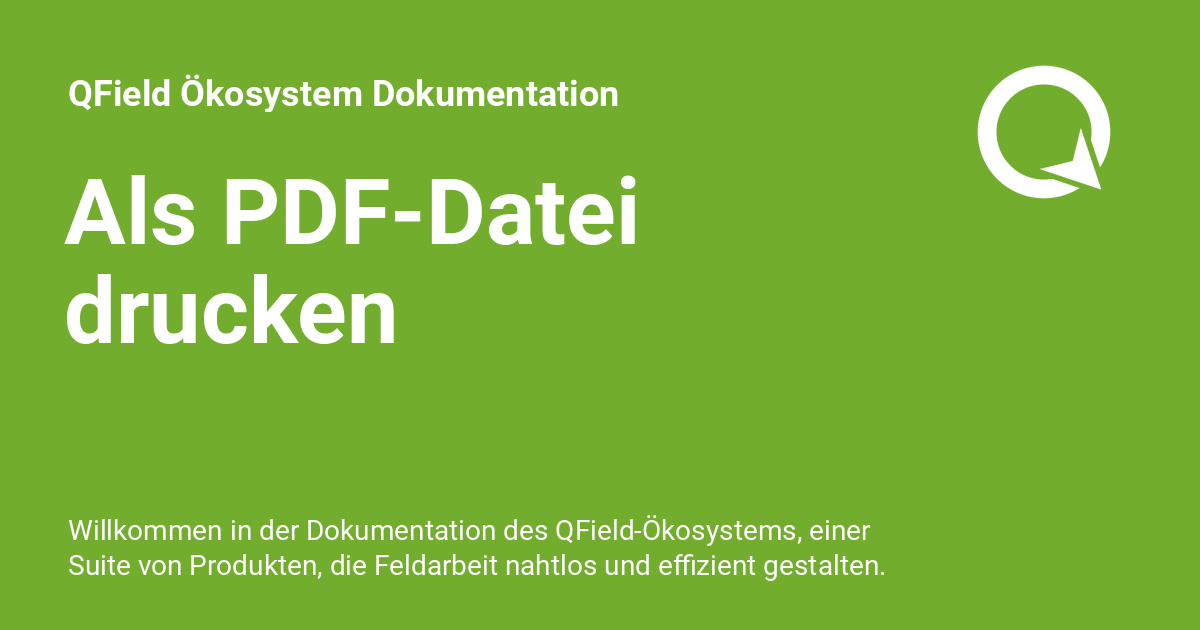 QField Ökosystem Dokumentation
Als PDF-Datei
drucken
Willkommen in der Dokumentation des QField-Ökosystems, einer
Suite von Produkten, die Feldarbeit nahtlos und effizient gestalten.